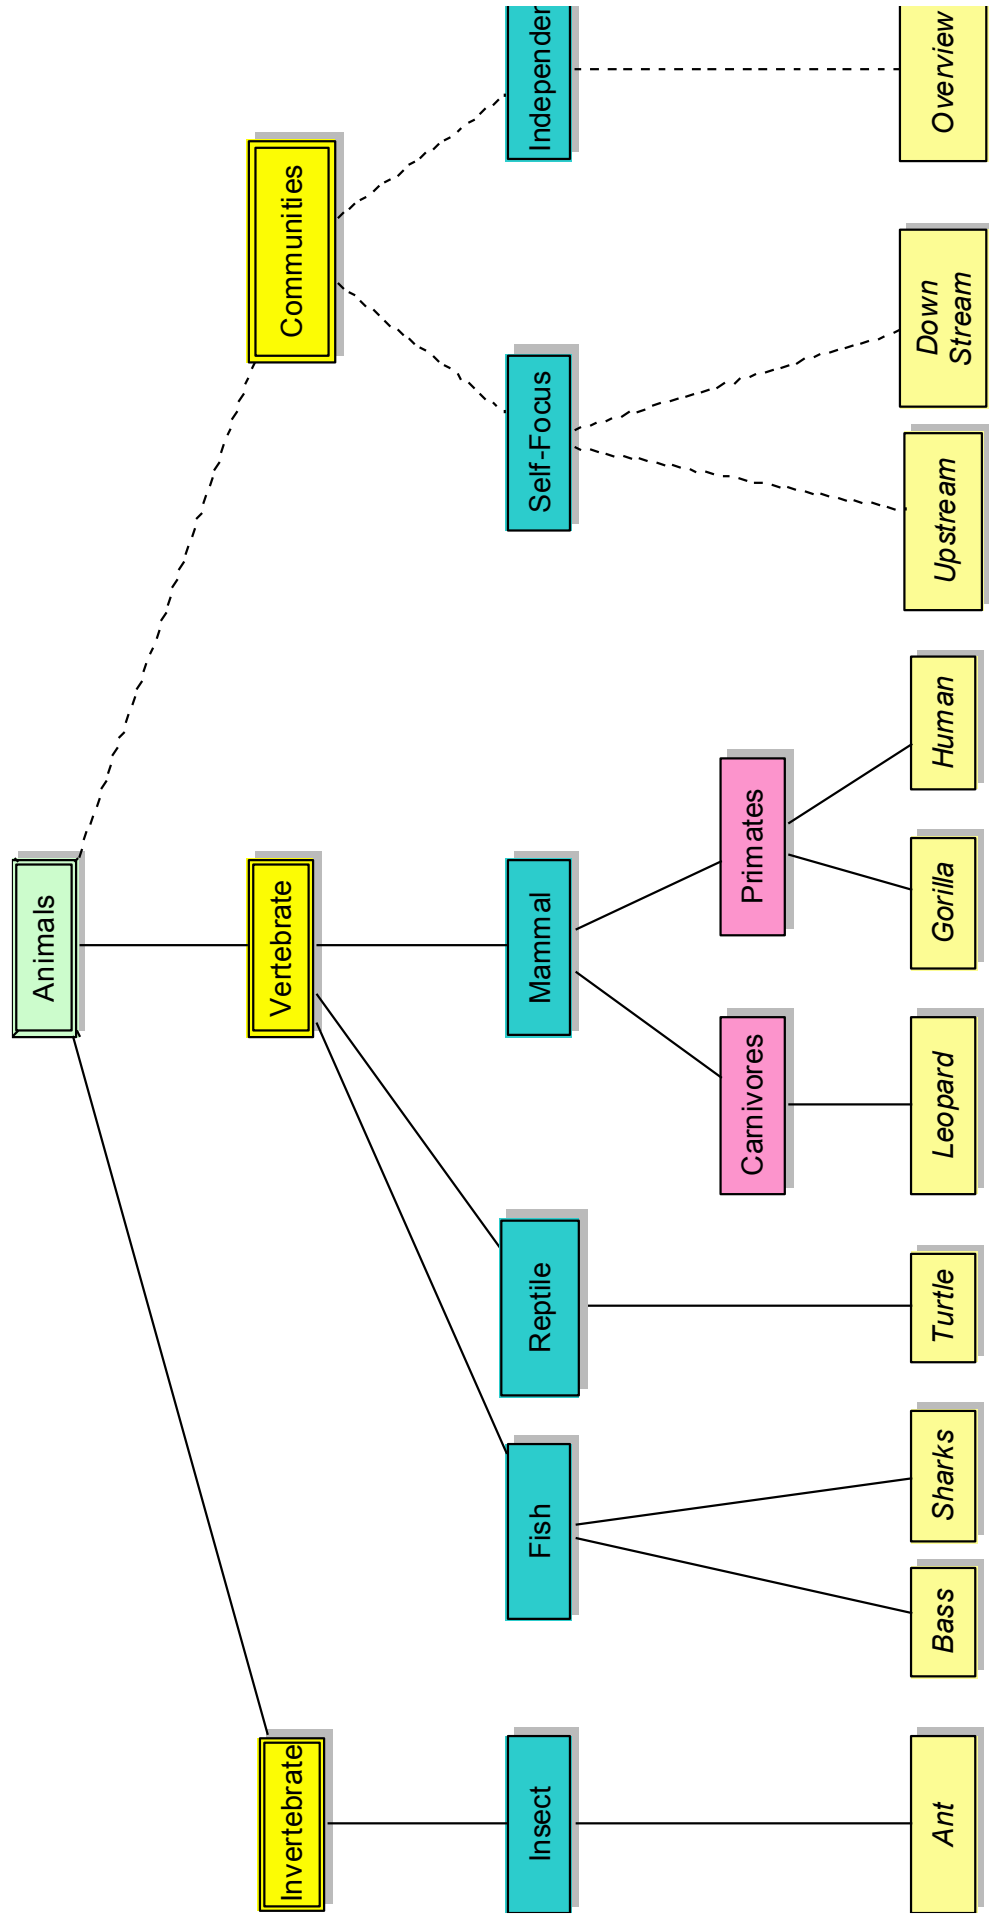 Animals
Invertebrate
Vertebrate
Communities
Insect
Fish
Reptile
Mammal
Self-Focus
Independen
Carnivores
Primates
Ant
Bass
Sharks
Turtle
Leopard
Gorilla
Human
Upstream
Down
Stream
Overview